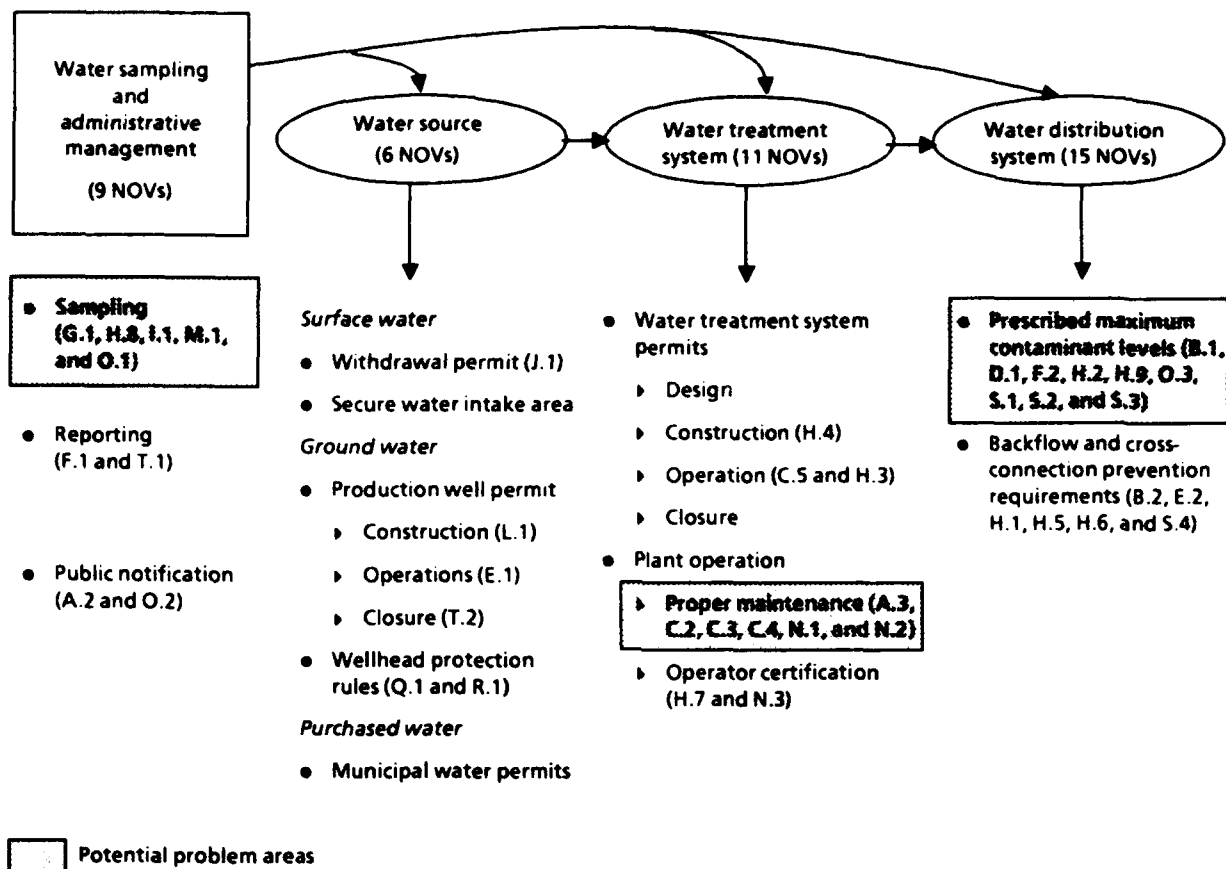 Water sampling
and
administrative
management
(9 NOVs)
Water source
(6 NOVs)
Water treatment
system (11 NOVs)
Water distribution
system (15 NOVs)
• Sampling
(G.1, H.8, I.1, M.1,
and O.1)
• Reporting
(F.1 and T.1)
• Public notification
(A.2 and O.2)
Surface water
• Withdrawal permit (J.1)
• Secure water intake area
Ground water
• Production well permit
▸ Construction (L.1)
▸ Operations (E.1)
▸ Closure (T.2)
• Wellhead protection
rules (Q.1 and R.1)
Purchased water
• Municipal water permits
• Water treatment system
permits
▸ Design
▸ Construction (H.4)
▸ Operation (C.5 and H.3)
▸ Closure
• Plant operation
▸ Proper maintenance (A.3,
C.2, C.3, C.4, N.1, and N.2)
▸ Operator certification
(H.7 and N.3)
• Prescribed maximum
contaminant levels (B.1,
D.1, F.2, H.2, H.9, O.3,
S.1, S.2, and S.3)
• Backflow and cross-
connection prevention
requirements (B.2, E.2,
H.1, H.5, H.6, and S.4)
Potential problem areas